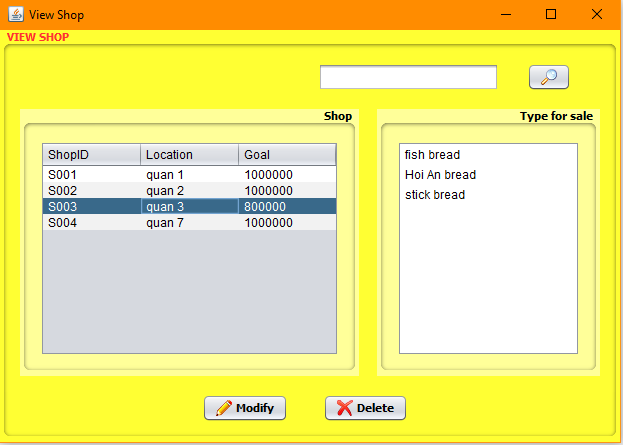 View Shop
VIEW SHOP
Shop
ShopID Location Goal
S001 quan 1 1000000
S002 quan 2 1000000
S003 quan 3 800000
S004 quan 7 1000000
Type for sale
fish bread
Hoi An bread
stick bread
Modify Delete